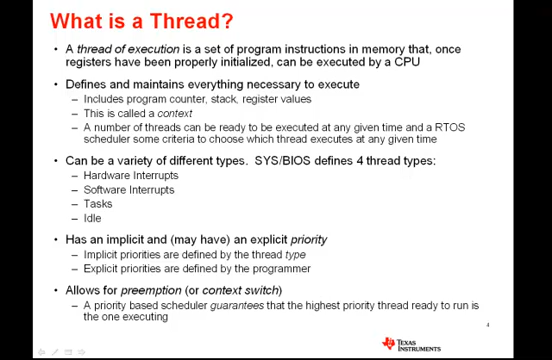 What is a Thread?
• A thread of execution is a set of program instructions in memory that, once
registers have been properly initialized, can be executed by a CPU
• Defines and maintains everything necessary to execute
– Includes program counter, stack, register values
– This is called a context
– A number of threads can be ready to be executed at any given time and a RTOS
scheduler some criteria to choose which thread executes at any given time
• Can be a variety of different types. SYS/BIOS defines 4 thread types:
– Hardware Interrupts
– Software Interrupts
– Tasks
– Idle
• Has an implicit and (may have) an explicit priority
– Implicit priorities are defined by the thread type
– Explicit priorities are defined by the programmer
• Allows for preemption (or context switch)
– A priority based scheduler guarantees that the highest priority thread ready to run is
the one executing
4
TEXAS
INSTRUMENTS